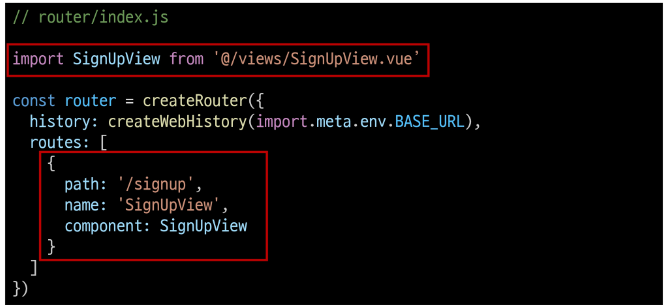 // router/index.js
import SignUpView from '@/views/SignUpView.vue’
const router = createRouter({
history: createWebHistory(import.meta.env.BASE_URL),
routes: [
{
path: '/signup',
name: 'SignUpView',
component: SignUpView
}
]
})